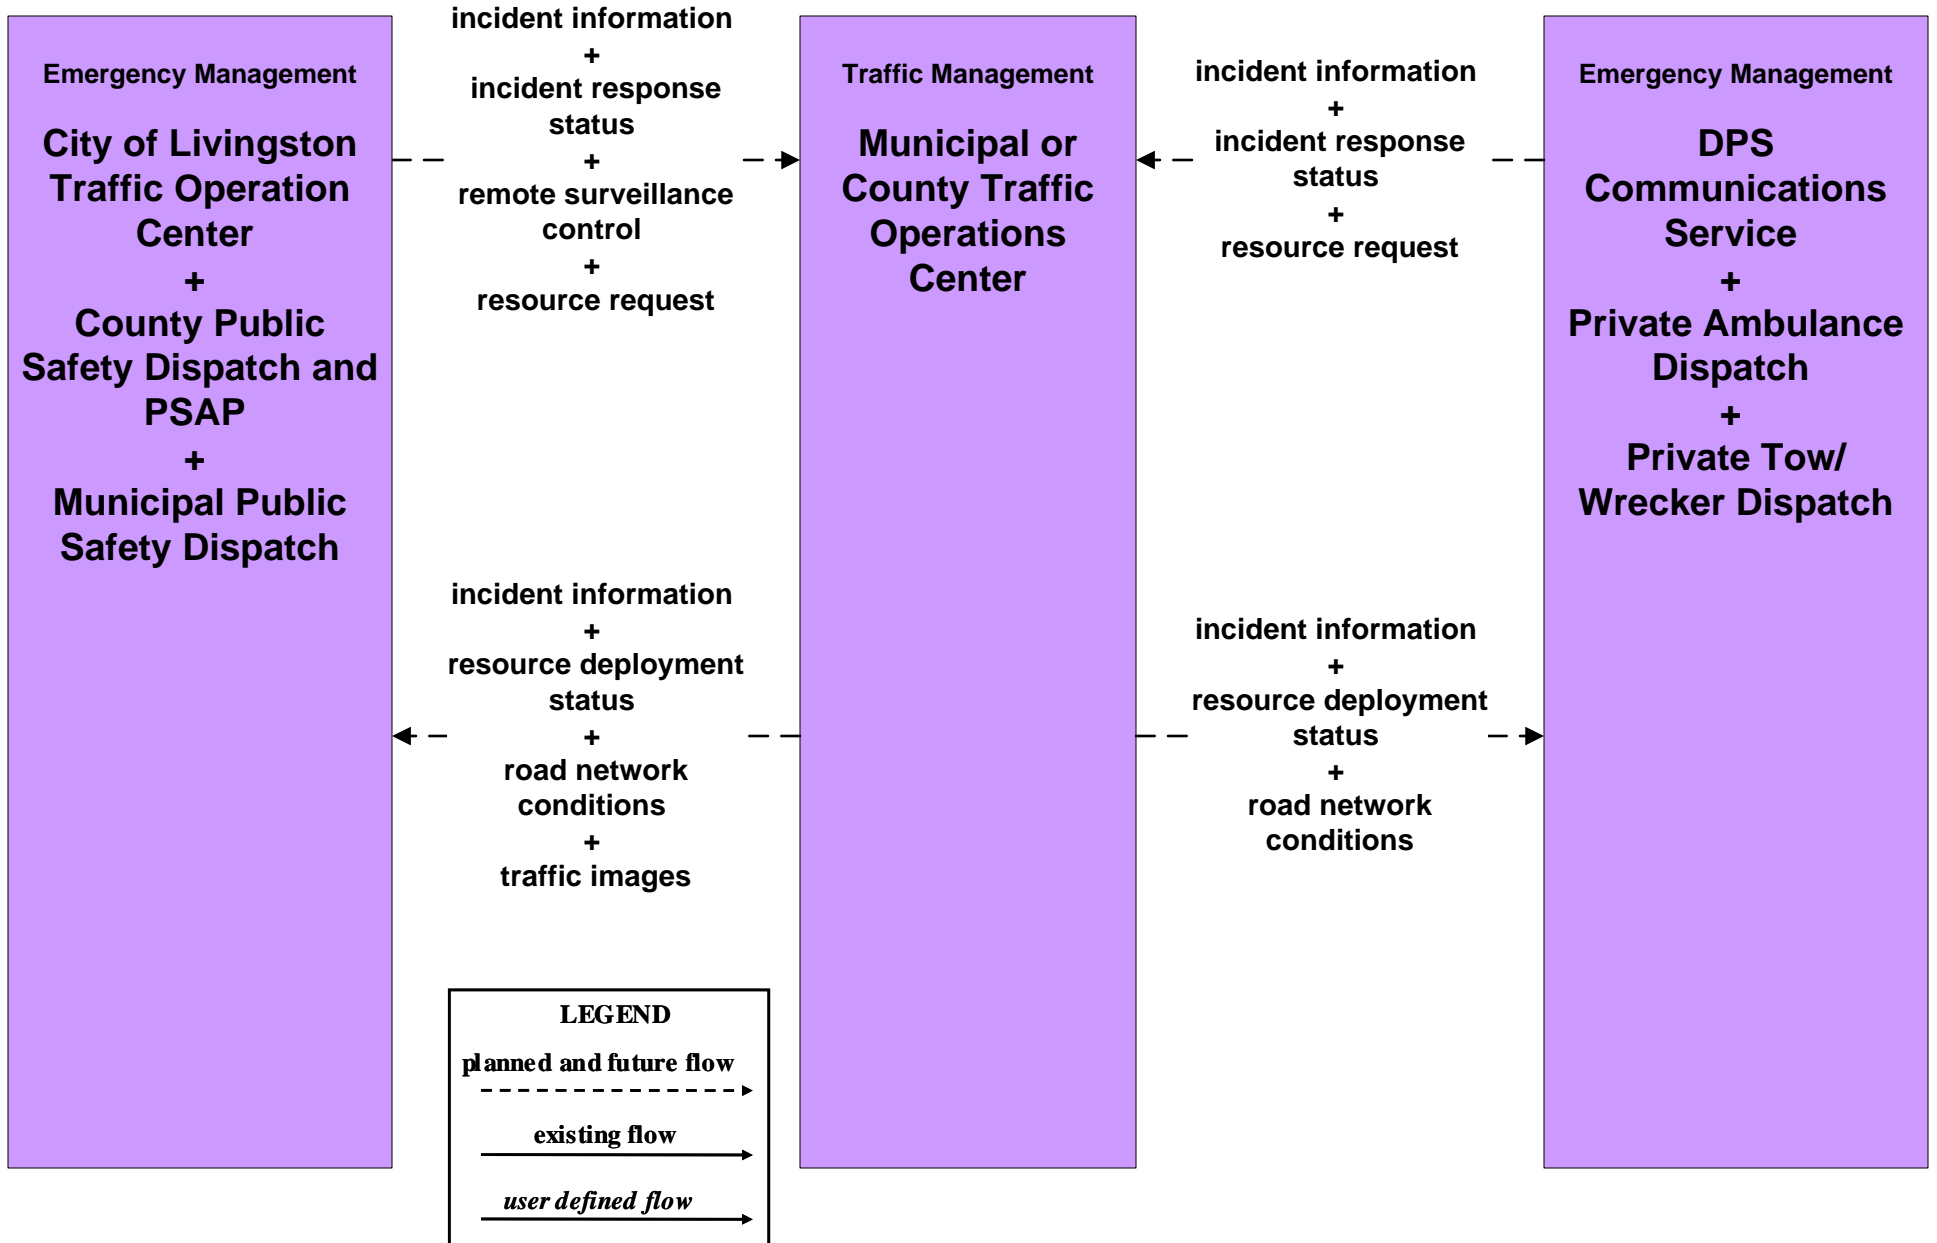 Emergency Management
City of Livingston
Traffic Operation
Center
+
County Public
Safety Dispatch and
PSAP
+
Municipal Public
Safety Dispatch
incident information
+
incident response
status
+
remote surveillance
control
+
resource request
incident information
+
resource deployment
status
+
road network
conditions
+
traffic images
Traffic Management
Municipal or
County Traffic
Operations
Center
incident information
+
incident response
status
+
resource request
incident information
+
resource deployment
status
+
road network
conditions
Emergency Management
DPS
Communications
Service
+
Private Ambulance
Dispatch
+
Private Tow/
Wrecker Dispatch
LEGEND
planned and future flow
existing flow
user defined flow